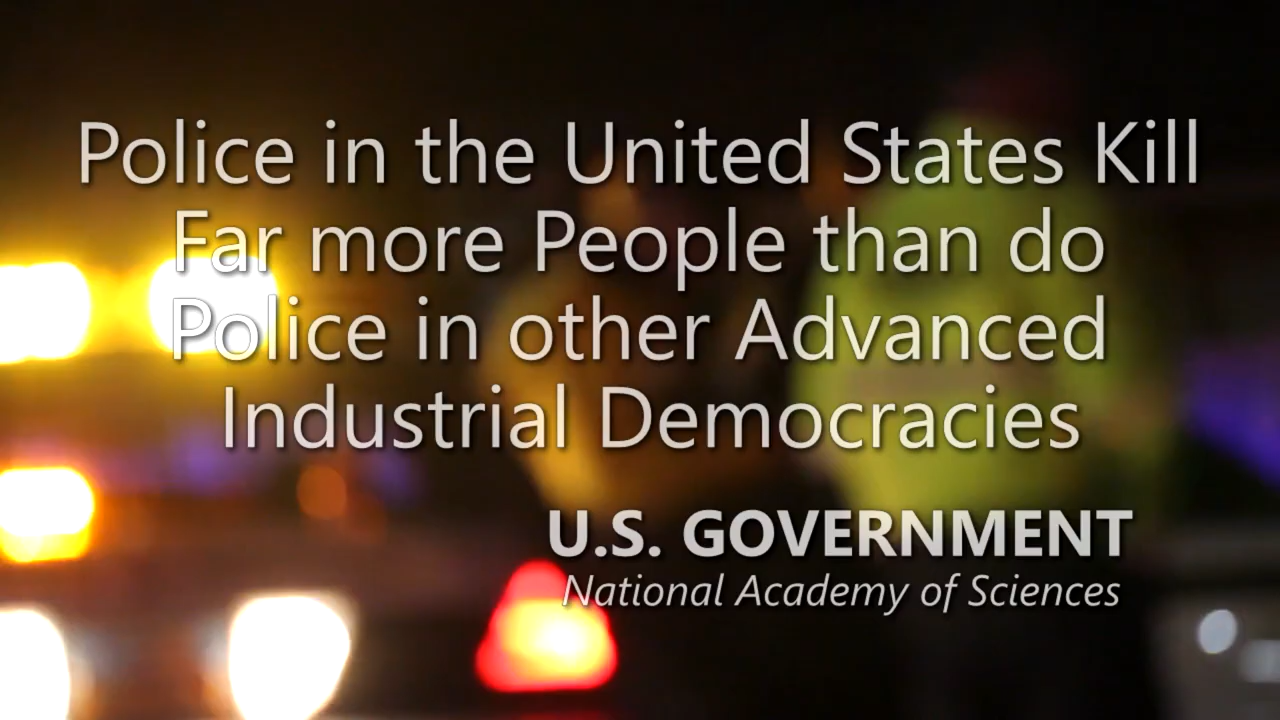 Police in the United States Kill
Far more People than do
Police in other Advanced
Industrial Democracies
U.S. GOVERNMENT
National Academy of Sciences